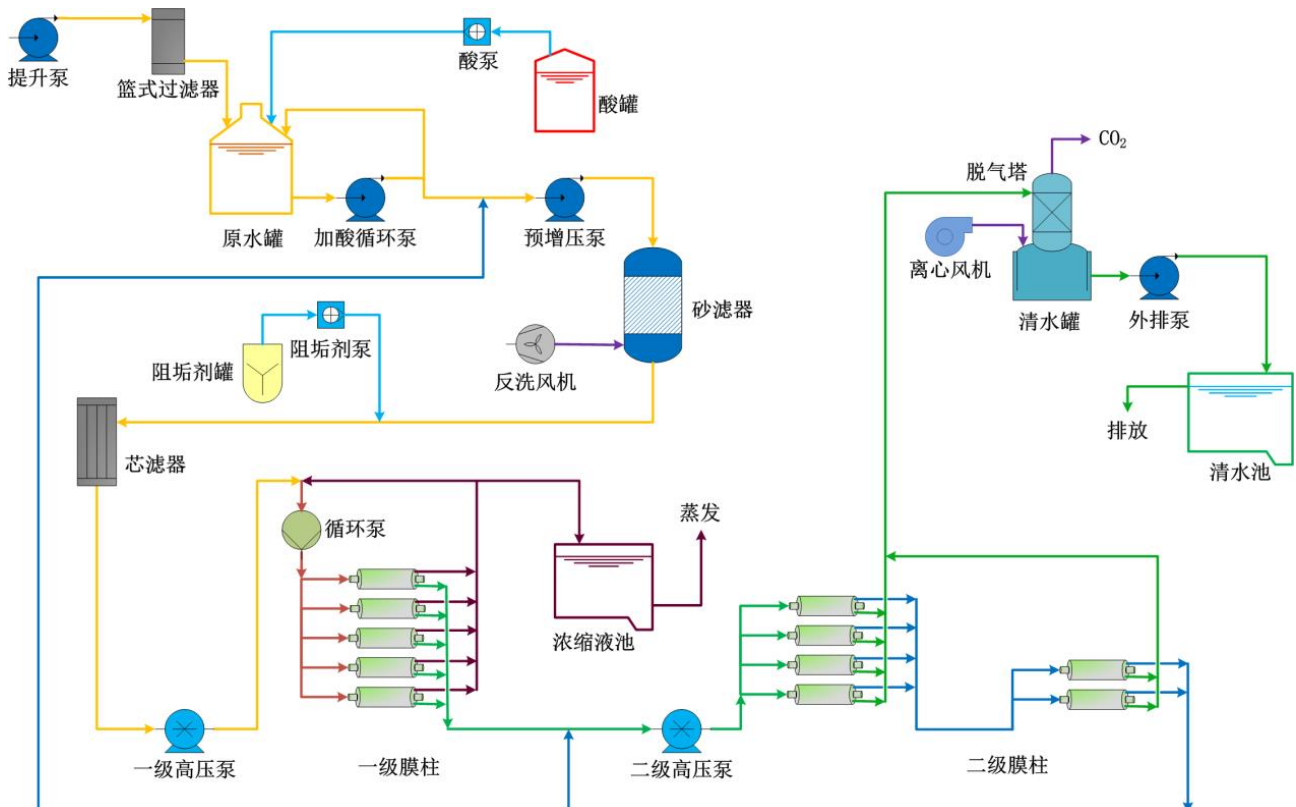 提升泵
篮式过滤器
酸泵
酸罐
原水罐
加酸循环泵
预增压泵
脱气塔
CO₂
离心风机
清水罐
外排泵
砂滤器
阻垢剂泵
阻垢剂罐
反洗风机
排放
清水池
芯滤器
循环泵
蒸发
浓缩液池
一级高压泵
一级膜柱
二级高压泵
二级膜柱